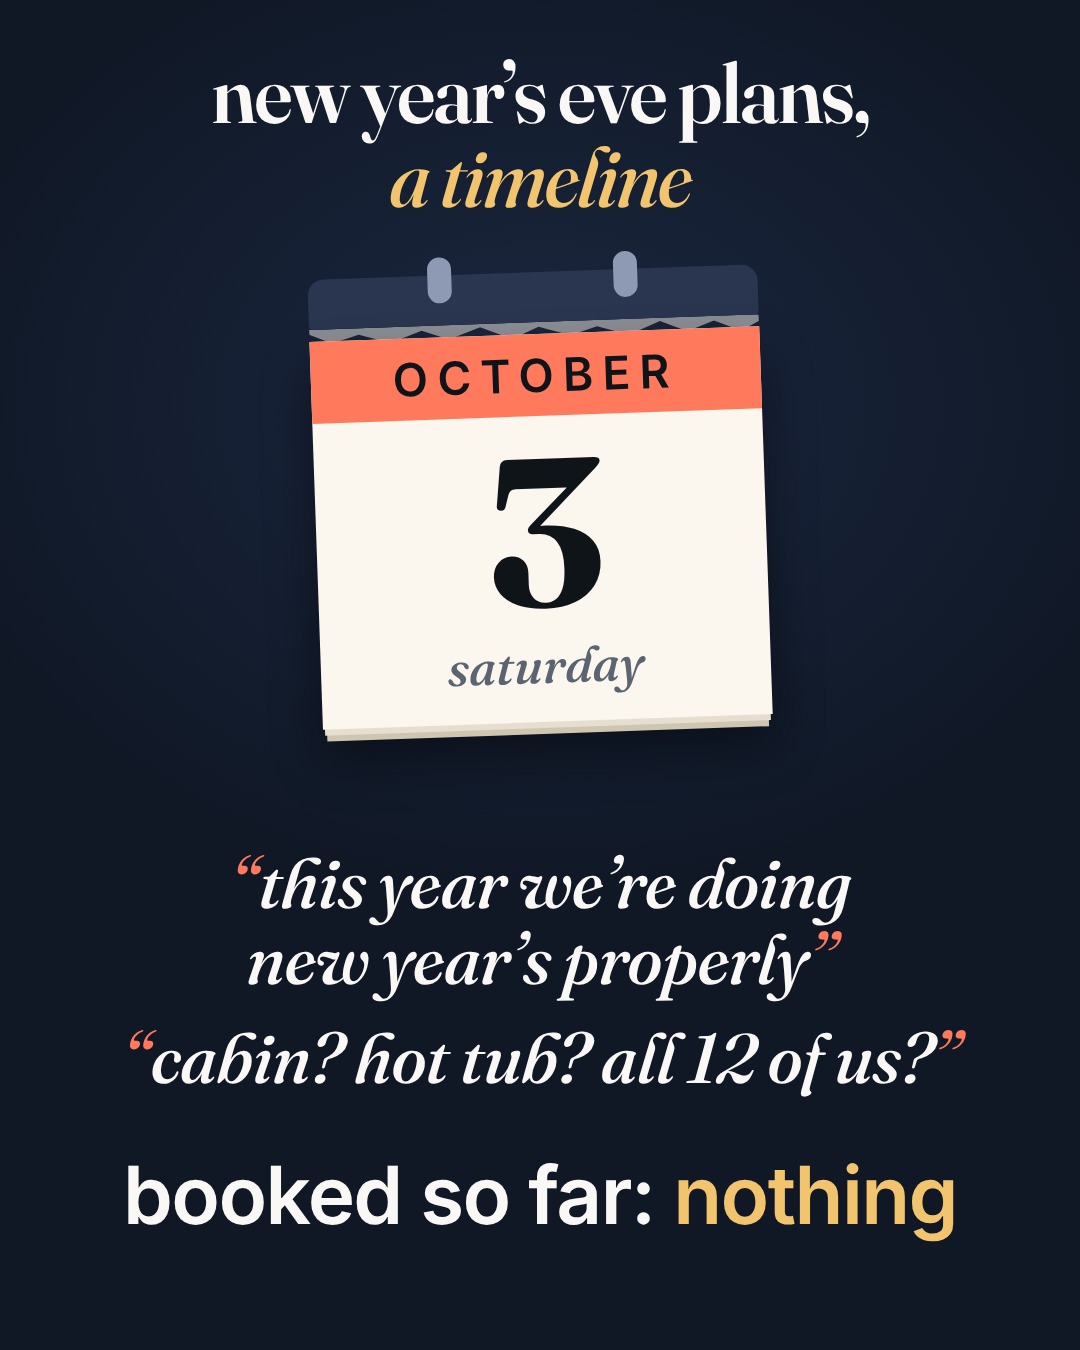 new year’s eve plans,
a timeline
OCTOBER
3
saturday
“this year we’re doing
new year’s properly”
“cabin? hot tub? all 12 of us?”
booked so far: nothing